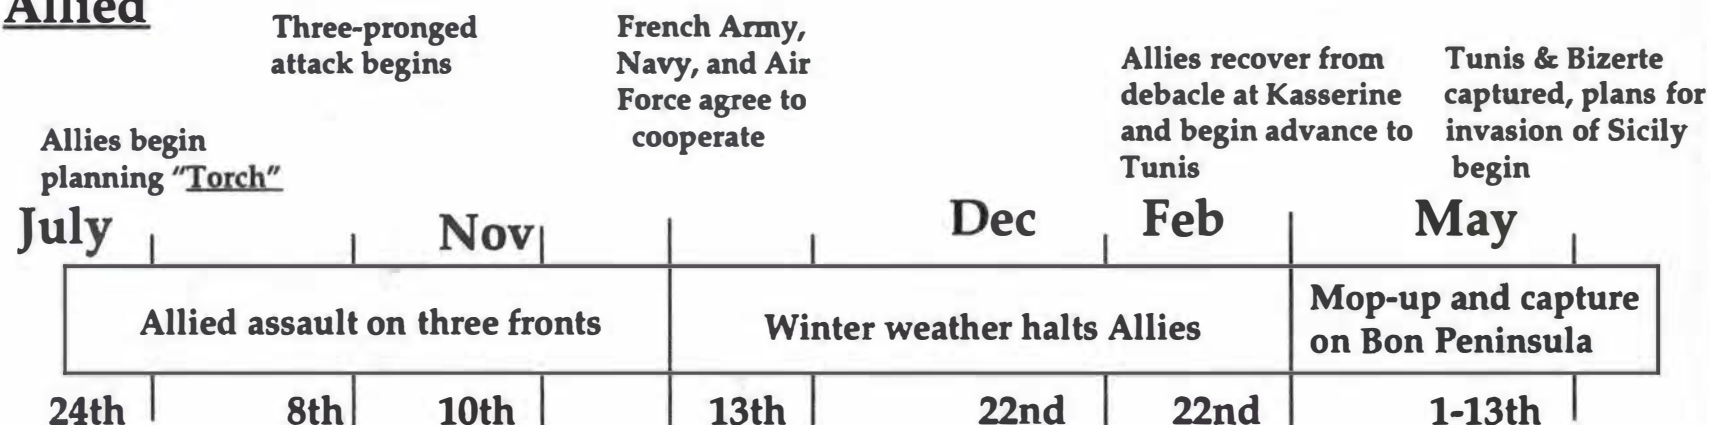 Allied
Three-pronged
attack begins
French Army,
Navy, and Air
Force agree to
cooperate
Allies recover from
debacle at Kasserine
and begin advance to
Tunis
Tunis & Bizerte
captured, plans for
invasion of Sicily
begin
Allies begin
planning "Torch"
July
Nov
Dec
Feb
May
Allied assault on three fronts
Winter weather halts Allies
Mop-up and capture
on Bon Peninsula
24th
8th
10th
13th
22nd
22nd
1-13th